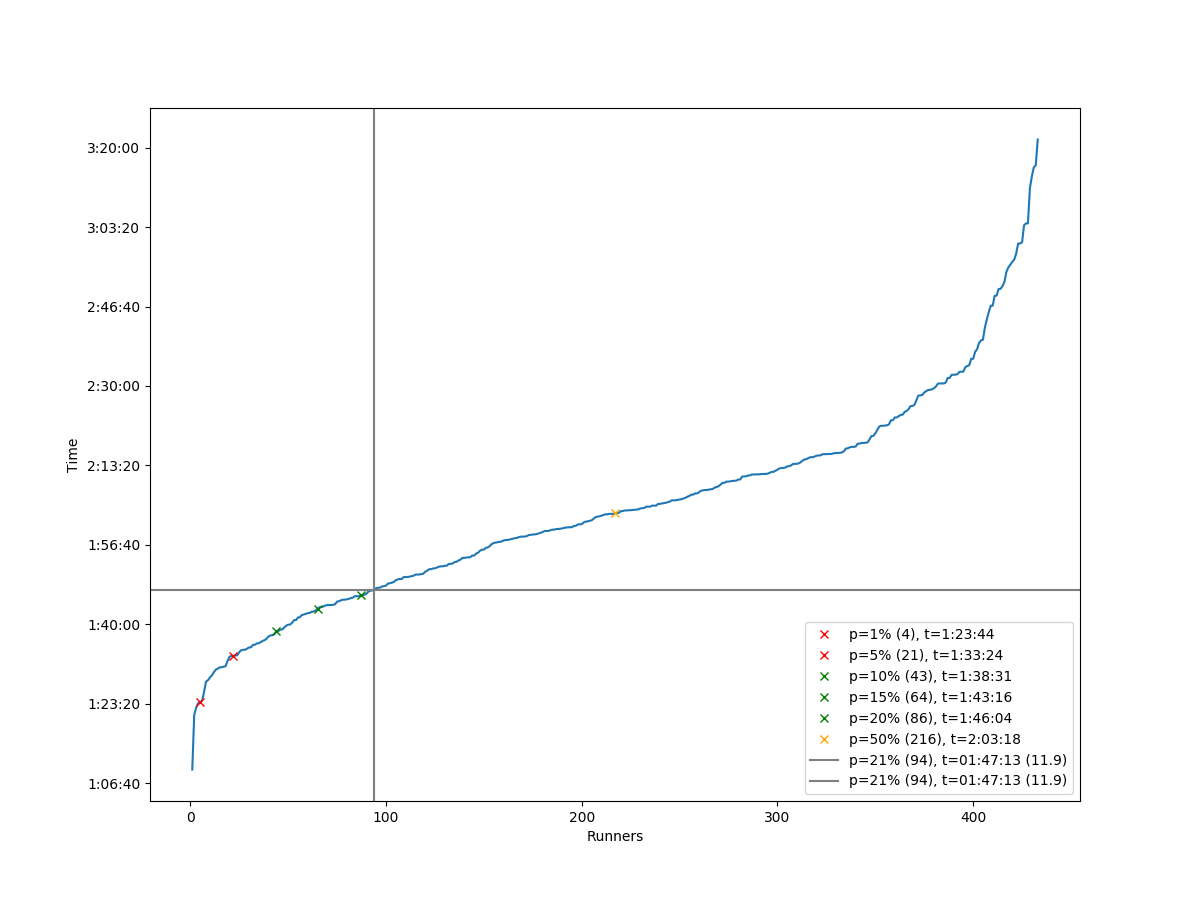 3:20:00
3:03:20
2:46:40
2:30:00
2:13:20
1:56:40
1:40:00
1:23:20
1:06:40
Time
0 100 200 300 400
Runners
p=1% (4), t=1:23:44
p=5% (21), t=1:33:24
p=10% (43), t=1:38:31
p=15% (64), t=1:43:16
p=20% (86), t=1:46:04
p=50% (216), t=2:03:18
p=21% (94), t=01:47:13 (11.9)
p=21% (94), t=01:47:13 (11.9)